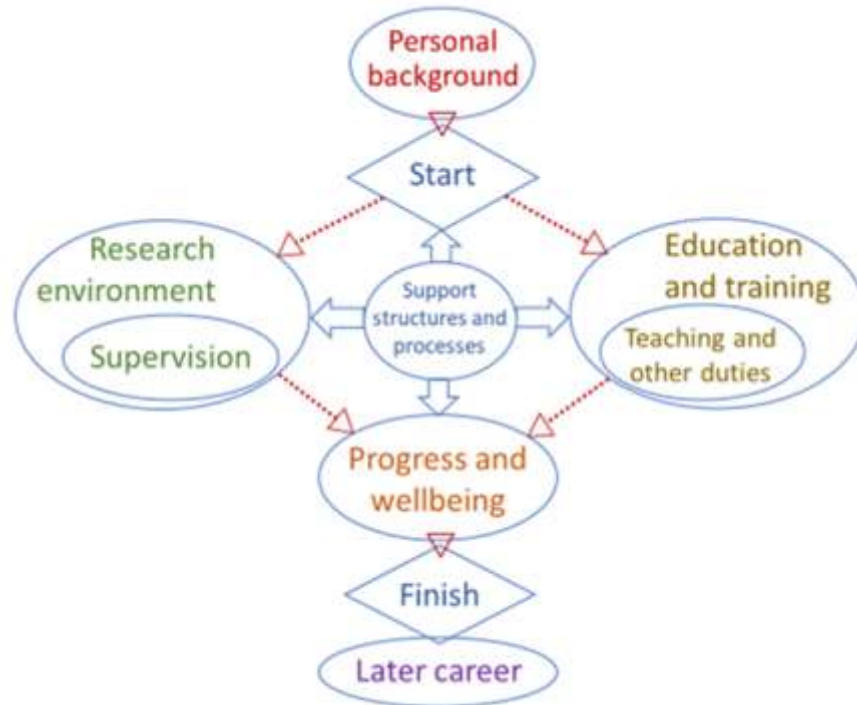 Personal
background
Start
Research
environment
Supervision
Support
structures and
processes
Education
and training
Teaching and
other duties
Progress and
wellbeing
Finish
Later career